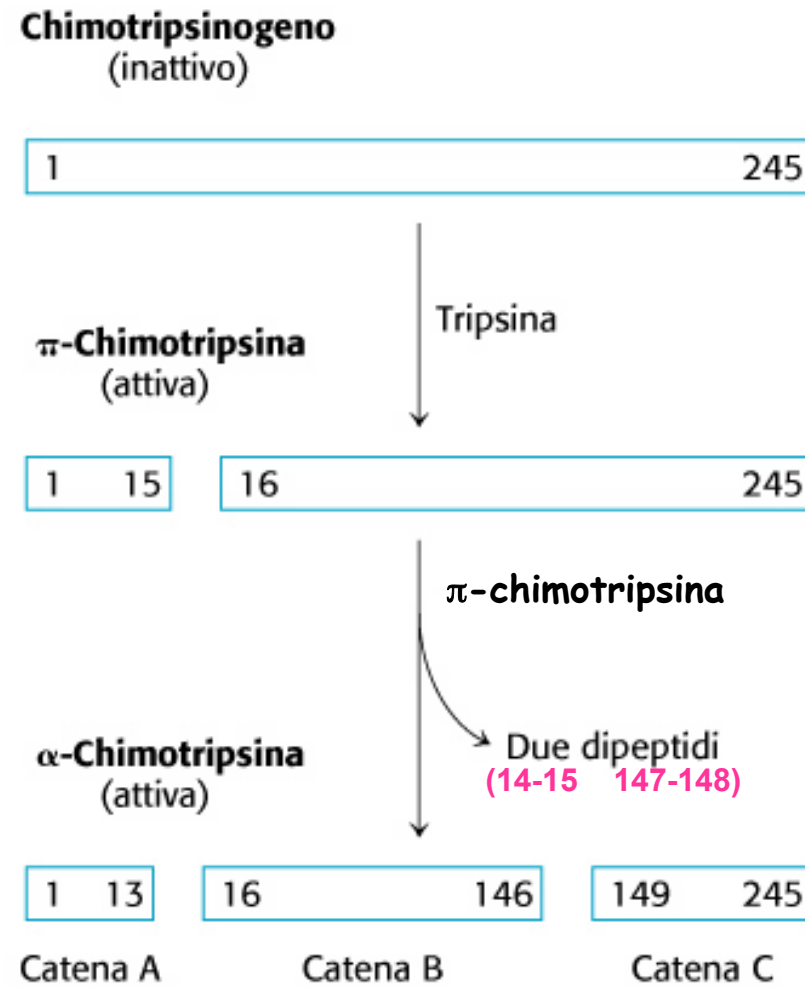 Chimotripsinogeno
(inattivo)
1 245
Tripsina
π-Chimotripsina
(attiva)
1 15 16 245
π-chimotripsina
Due dipeptidi
(14-15 147-148)
α-Chimotripsina
(attiva)
1 13 16 146 149 245
Catena A Catena B Catena C